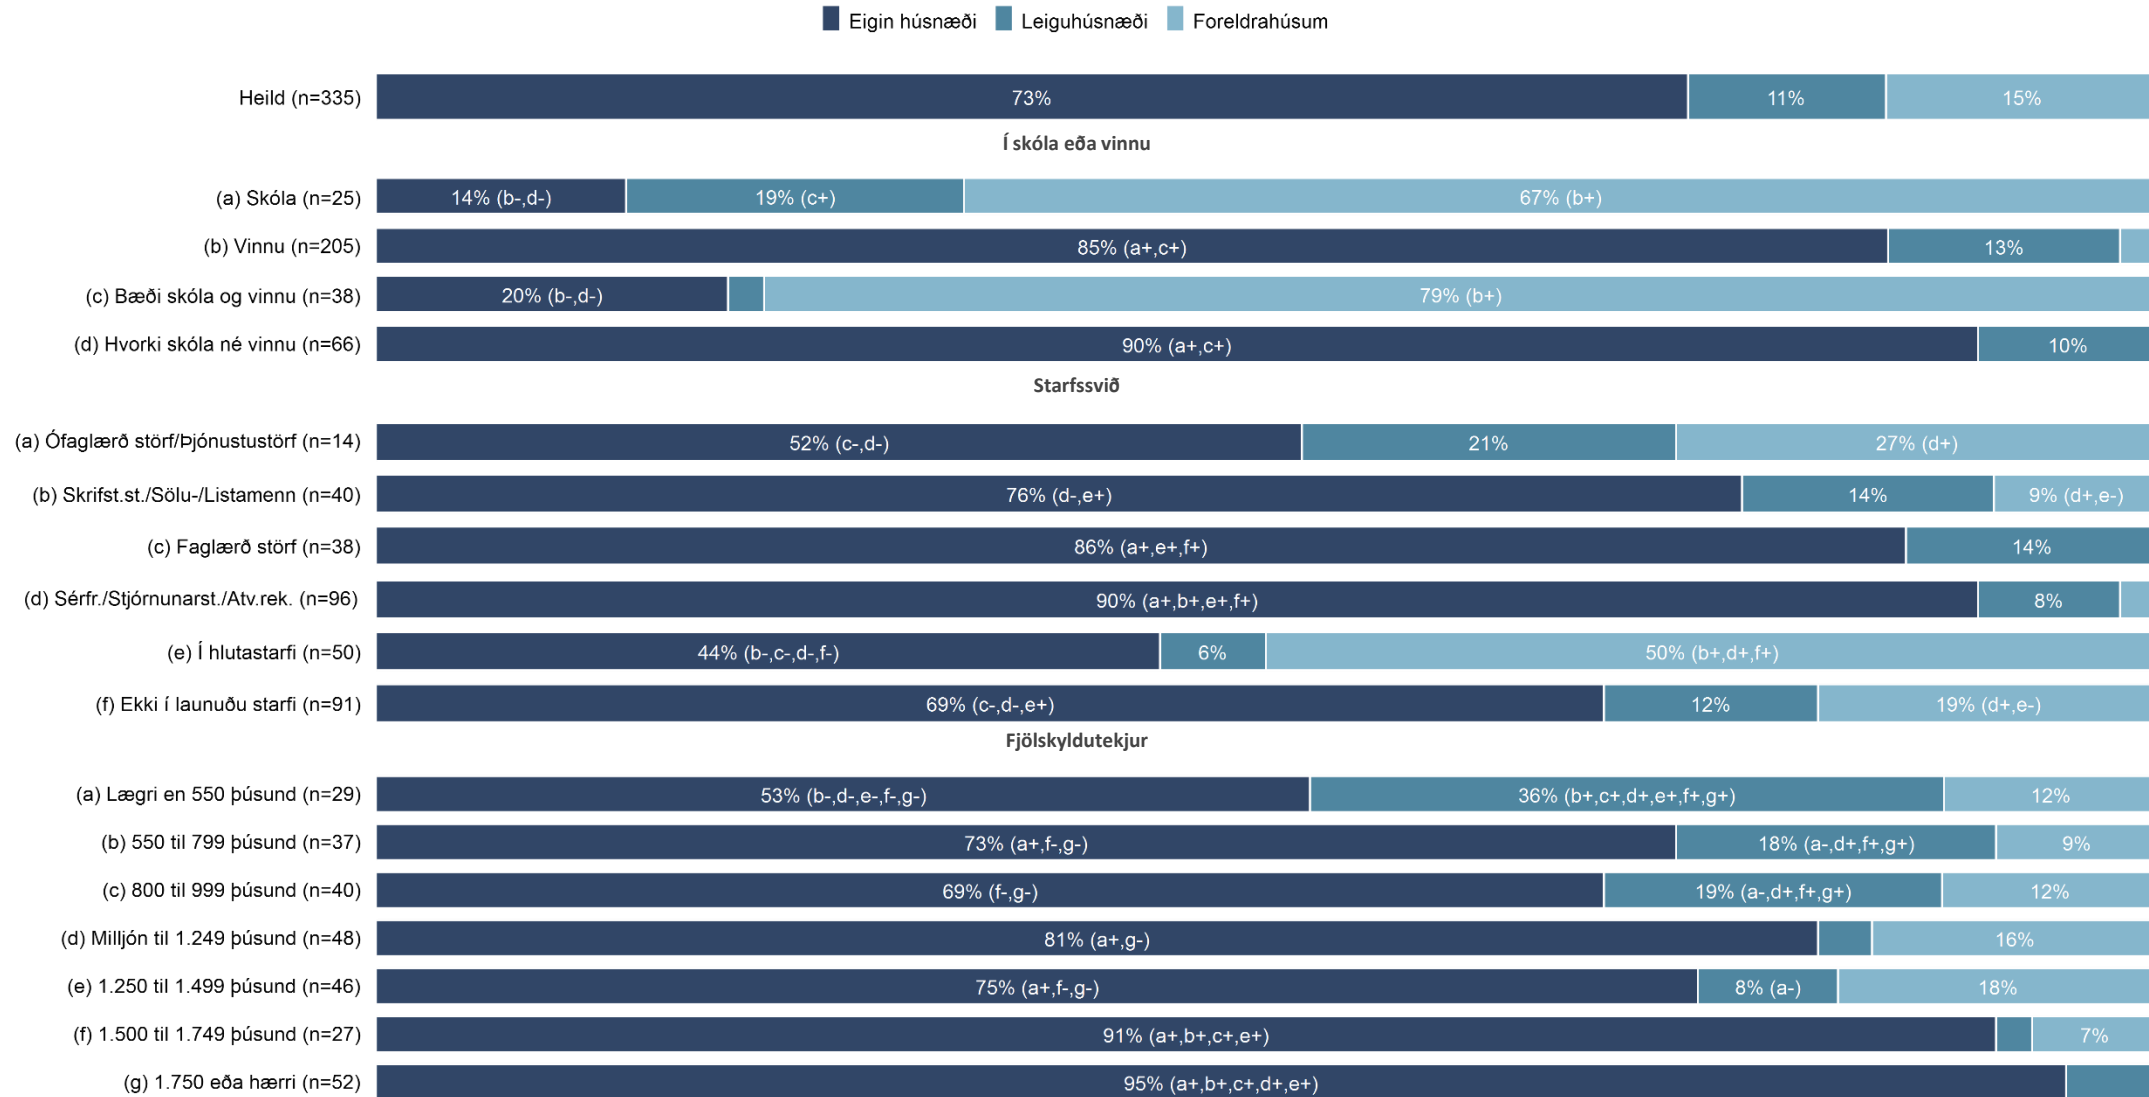 Eigin húsnæði Leiguhúsnæði Foreldrahúsum
Heild (n=335) 73% 11% 15%
Í skóla eða vinnu
(a) Skóla (n=25) 14% (b-,d-) 19% (c+) 67% (b+)
(b) Vinnu (n=205) 85% (a+,c+) 13%
(c) Bæði skóla og vinnu (n=38) 20% (b-,d-) 79% (b+)
(d) Hvorki skóla né vinnu (n=66) 90% (a+,c+) 10%
Starfssvið
(a) Ófaglærð störf/Þjónustustörf (n=14) 52% (c-,d-) 21% 27% (d+)
(b) Skrifst.st./Sölu-/Listamenn (n=40) 76% (d-,e+) 14% 9% (d+,e-)
(c) Faglærð störf (n=38) 86% (a+,e+,f+) 14%
(d) Sérfr./Stjórnunarst./Atv.rek. (n=96) 90% (a+,b+,e+,f+) 8%
(e) Í hlutastarfi (n=50) 44% (b-,c-,d-,f-) 6% 50% (b+,d+,f+)
(f) Ekki í launuðu starfi (n=91) 69% (c-,d-,e+) 12% 19% (d+,e-)
Fjölskyldutekjur
(a) Lægri en 550 þúsund (n=29) 53% (b-,d-,e-,f-,g-) 36% (b+,c+,d+,e+,f+,g+) 12%
(b) 550 til 799 þúsund (n=37) 73% (a+,f-,g-) 18% (a-,d+,f+,g+) 9%
(c) 800 til 999 þúsund (n=40) 69% (f-,g-) 19% (a-,d+,f+,g+) 12%
(d) Milljón til 1.249 þúsund (n=48) 81% (a+,g-) 16%
(e) 1.250 til 1.499 þúsund (n=46) 75% (a+,f-,g-) 8% (a-) 18%
(f) 1.500 til 1.749 þúsund (n=27) 91% (a+,b+,c+,e+) 7%
(g) 1.750 eða hærri (n=52) 95% (a+,b+,c+,d+,e+)